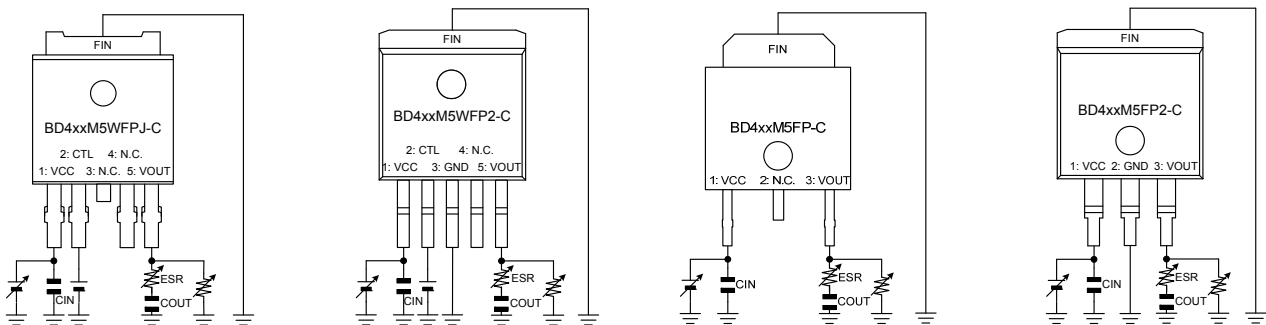 FIN
BD4xxM5WFPJ-C
2: CTL 4: N.C.
1: VCC 3: N.C. 5: VOUT
ESR
CIN
COUT
FIN
BD4xxM5WFP2-C
2: CTL 4: N.C.
1: VCC 3: GND 5: VOUT
ESR
CIN
COUT
FIN
BD4xxM5FP-C
1: VCC 2: N.C. 3: VOUT
ESR
CIN
COUT
FIN
BD4xxM5FP2-C
1: VCC 2: GND 3: VOUT
ESR
CIN
COUT